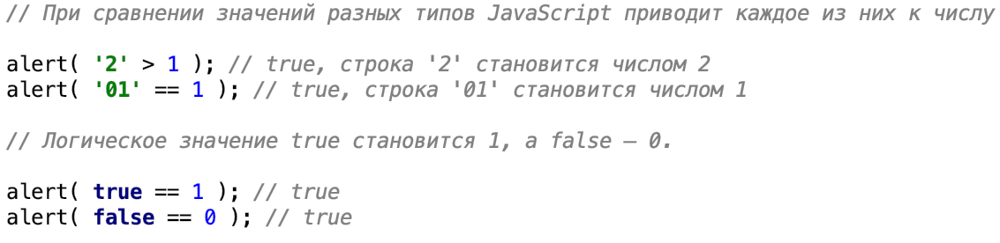 // При сравнении значений разных типов JavaScript приводит каждое из них к числу
alert( '2' > 1 ); // true, строка '2' становится числом 2
alert( '01' == 1 ); // true, строка '01' становится числом 1
// Логическое значение true становится 1, а false – 0.
alert( true == 1 ); // true
alert( false == 0 ); // true